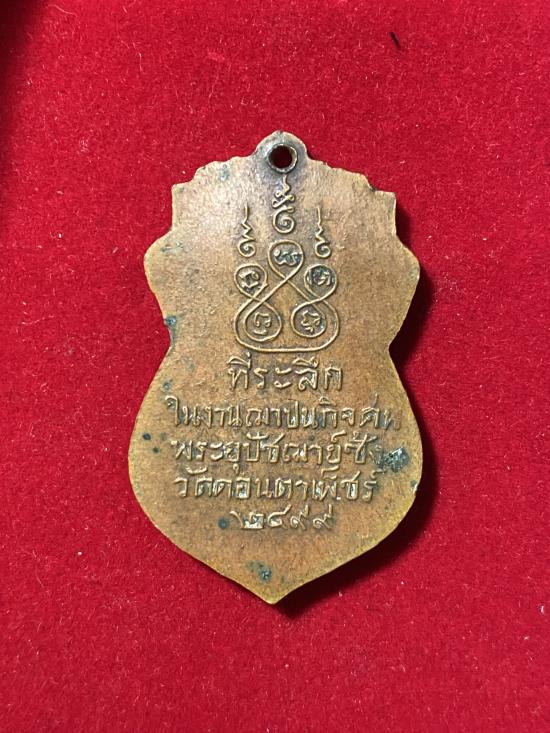 ที่ระลึก
ในงานฌาปนกิจศพ
พระอุปัชฌาย์ซ้ง
วัดดอนตาเพ็ชร์
๒๔๙๙